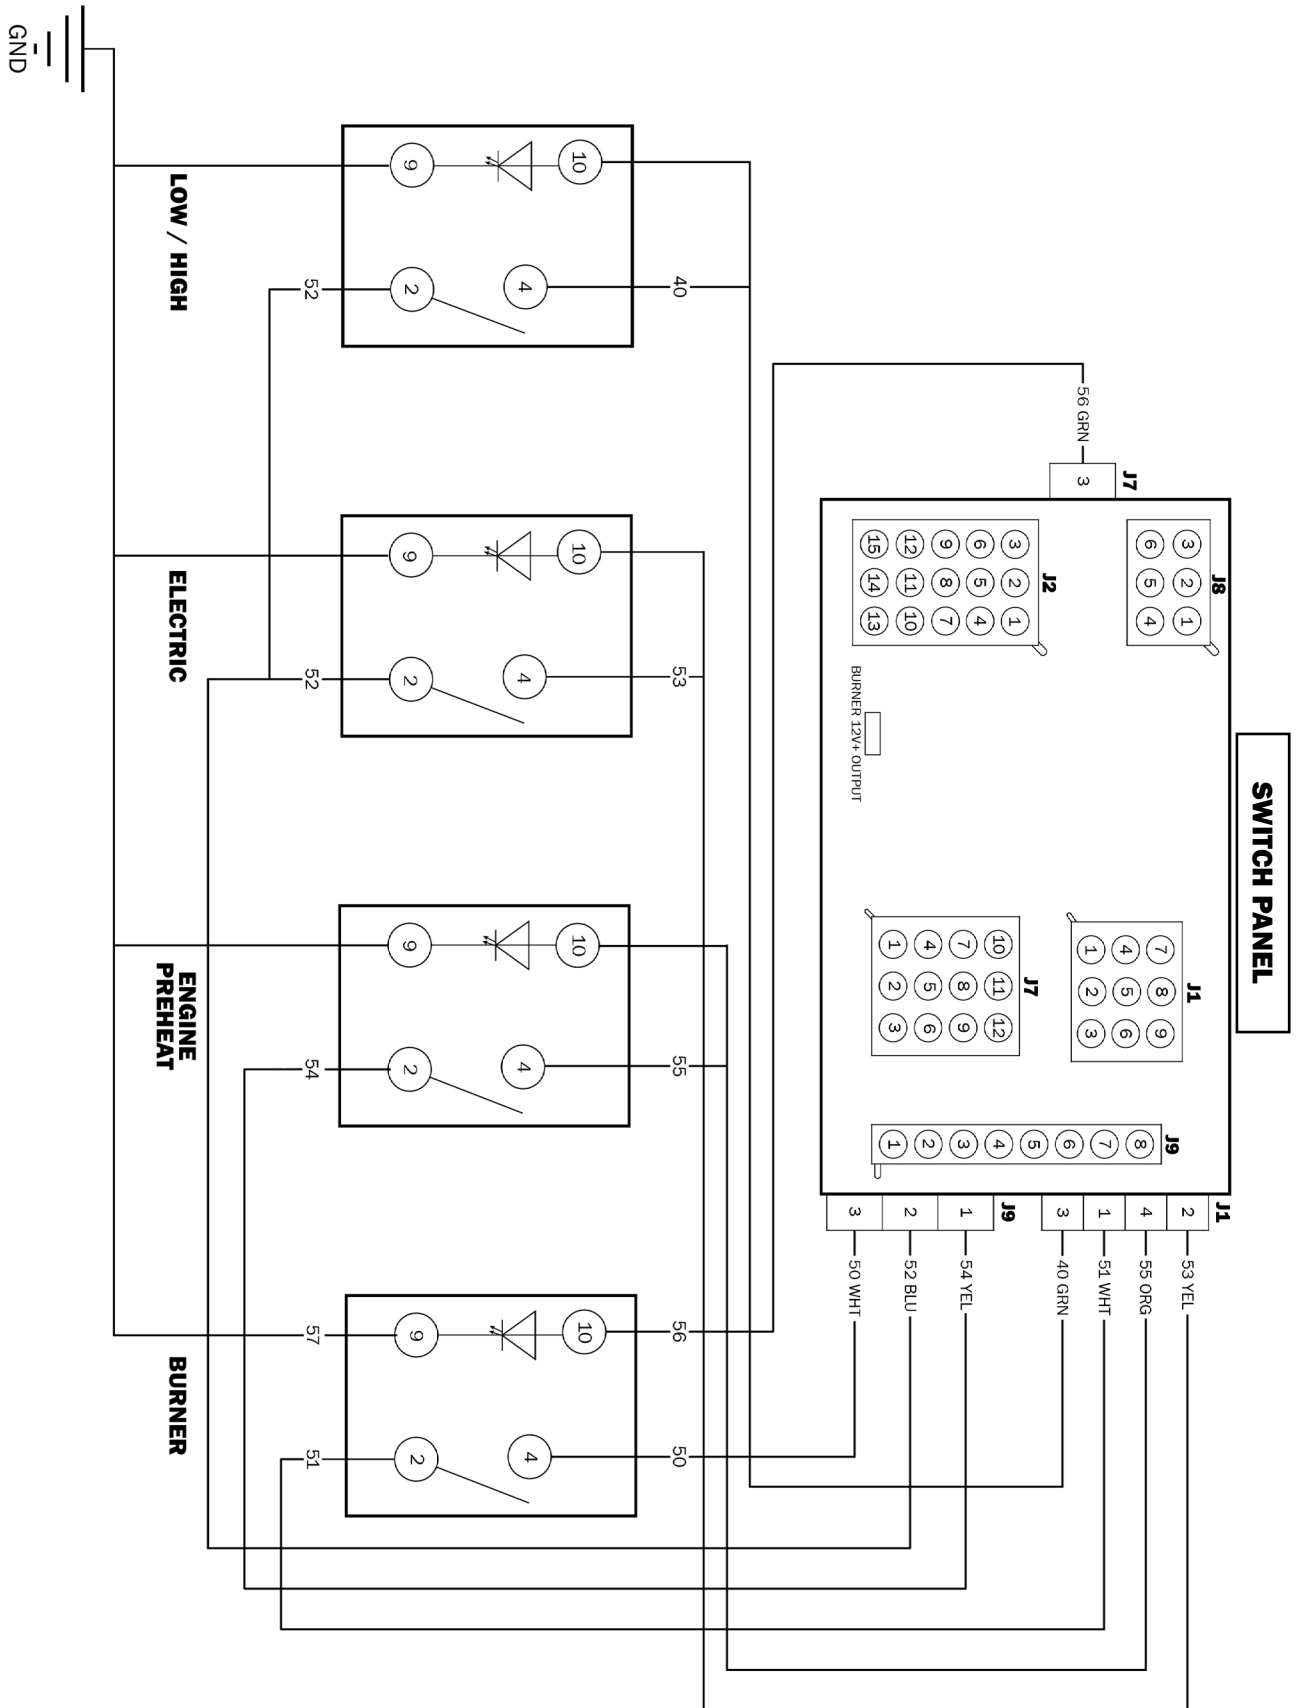 SWITCH PANEL
J7
56 GRN 3
J8
3 2 1
6 5 4
J2
3 2 1
6 5 4
9 8 7
12 11 10
15 14 13
BURNER 12V+ OUTPUT
J1
7 8 9
4 5 6
1 2 3
J7
10 11 12
7 8 9
4 5 6
1 2 3
J9
8
7
6
5
4
3
2
1
J1
2 53 YEL
4 55 ORG
1 51 WHT
3 40 GRN
J9
1 54 YEL
2 52 BLU
3 50 WHT
40
10 4
9 2
52
LOW / HIGH
53
10 4
9 2
52
ELECTRIC
55
10 4
9 2
54
ENGINE
PREHEAT
56 50
10 4
9 2
57 51
BURNER
GND